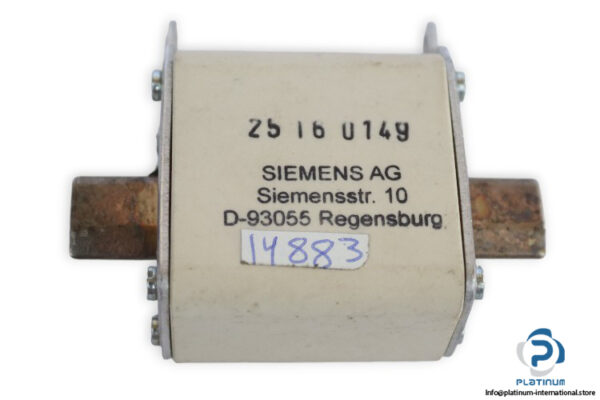 25 16 0149
SIEMENS AG
Siemensstr. 10
D-93055 Regensburg
14883
PLATINUM
Info@platinum-international.store